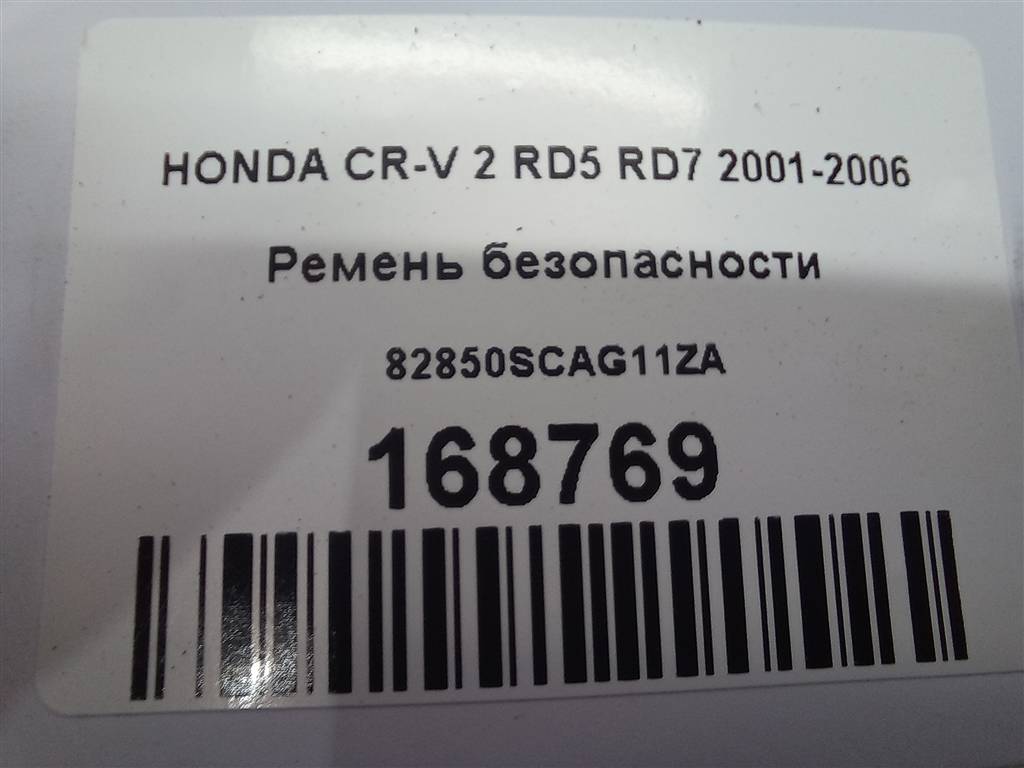 HONDA CR-V 2 RD5 RD7 2001-2006
Ремень безопасности
82850SCAG11ZA
168769